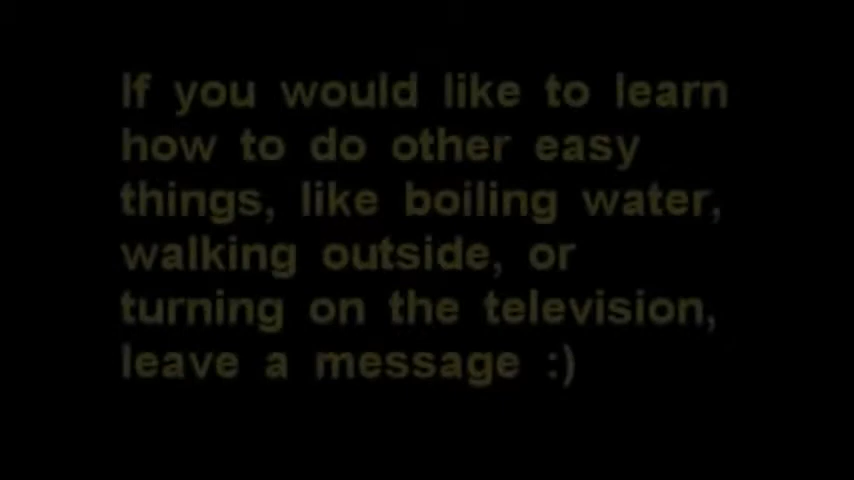 If you would like to learn
how to do other easy
things, like boiling water,
walking outside, or
turning on the television,
leave a message :)